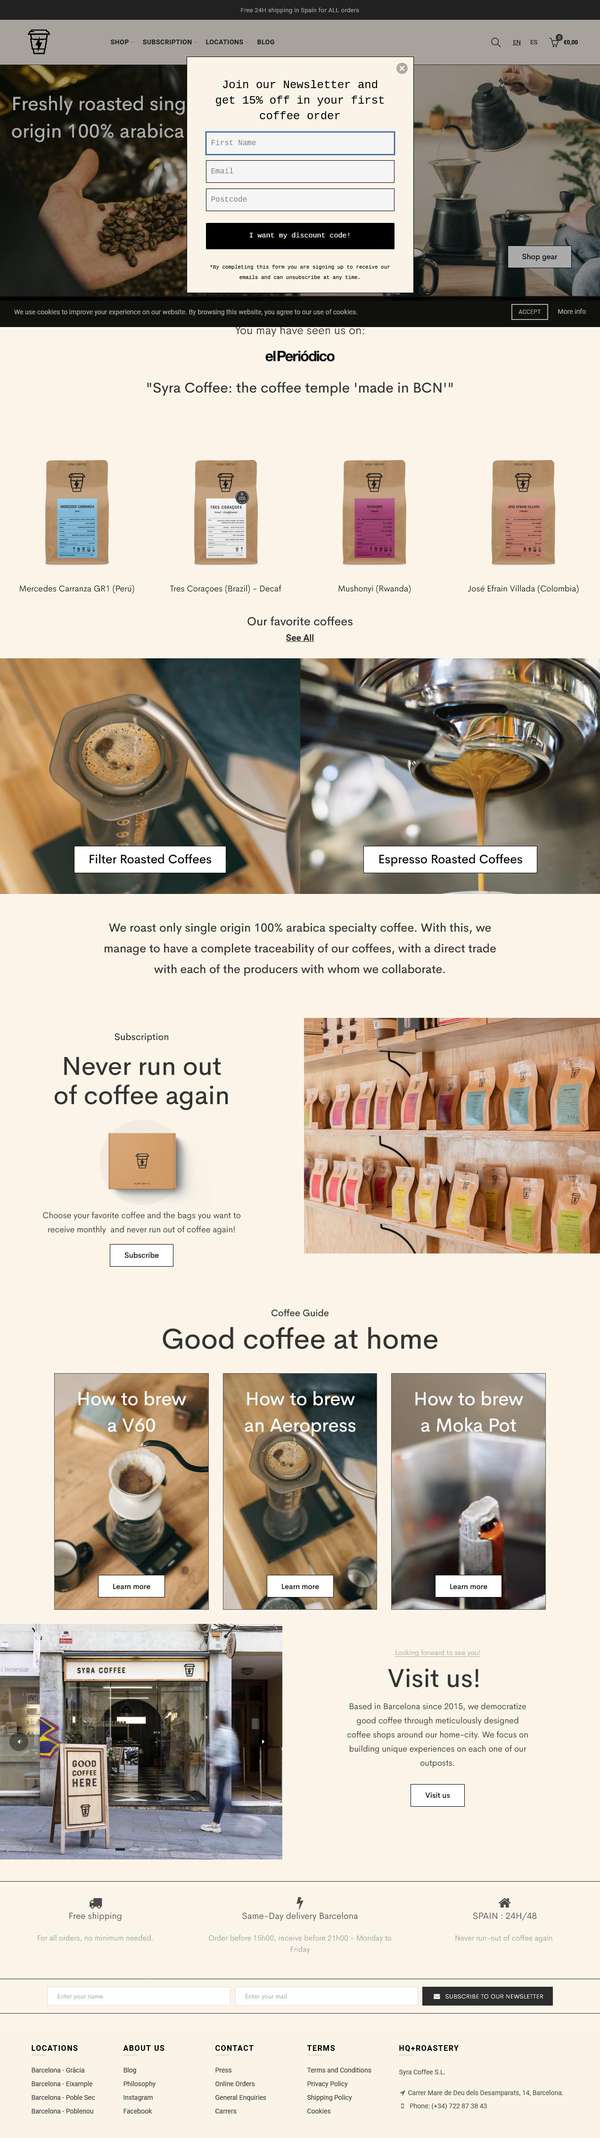 Free 24H shipping in Spain for ALL orders
SHOP
SUBSCRIPTION
LOCATIONS
BLOG
EN
ES
0
€0,00
Freshly roasted sing
origin 100% arabica
Join our Newsletter and
get 15% off in your first
coffee order
First Name
Email
Postcode
I want my discount code!
*By completing this form you are signing up to receive our
emails and can unsubscribe at any time.
Shop gear
We use cookies to improve your experience on our website. By browsing this website, you agree to our use of cookies.
ACCEPT
More info
You may have seen us on:
elPeriódico
"Syra Coffee: the coffee temple 'made in BCN'"
MERCEDES CARRANZA
TRES CORAÇOES
JOSÉ EFRAIN VILLADA
Mercedes Carranza GR1 (Perú)
Tres Coraçoes (Brazil) - Decaf
Mushonyi (Rwanda)
José Efrain Villada (Colombia)
Our favorite coffees
See All
Filter Roasted Coffees
Espresso Roasted Coffees
We roast only single origin 100% arabica specialty coffee. With this, we
manage to have a complete traceability of our coffees, with a direct trade
with each of the producers with whom we collaborate.
Subscription
Never run out
of coffee again
Choose your favorite coffee and the bags you want to
receive monthly and never run out of coffee again!
Subscribe
Coffee Guide
Good coffee at home
How to brew
a V60
Learn more
How to brew
an Aeropress
Learn more
How to brew
a Moka Pot
Learn more
SYRA COFFEE
GOOD
COFFEE
HERE
Looking forward to see you!
Visit us!
Based in Barcelona since 2015, we democratize
good coffee through meticulously designed
coffee shops around our home-city. We focus on
building unique experiences on each one of our
outposts.
Visit us
Free shipping
For all orders, no minimum needed.
Same-Day delivery Barcelona
Order before 15h00, receive before 21h00 - Monday to
Friday
SPAIN : 24H/48
Never run-out of coffee again
Enter your name
Enter your mail
SUBSCRIBE TO OUR NEWSLETTER
LOCATIONS
Barcelona - Gràcia
Barcelona - Eixample
Barcelona - Poble Sec
Barcelona - Poblenou
ABOUT US
Blog
Philosophy
Instagram
Facebook
CONTACT
Press
Online Orders
General Enquiries
Carrers
TERMS
Terms and Conditions
Privacy Policy
Shipping Policy
Cookies
HQ+ROASTERY
Syra Coffee S.L.
Carrer Mare de Deu dels Desamparats, 14, Barcelona.
Phone: (+34) 722 87 38 43